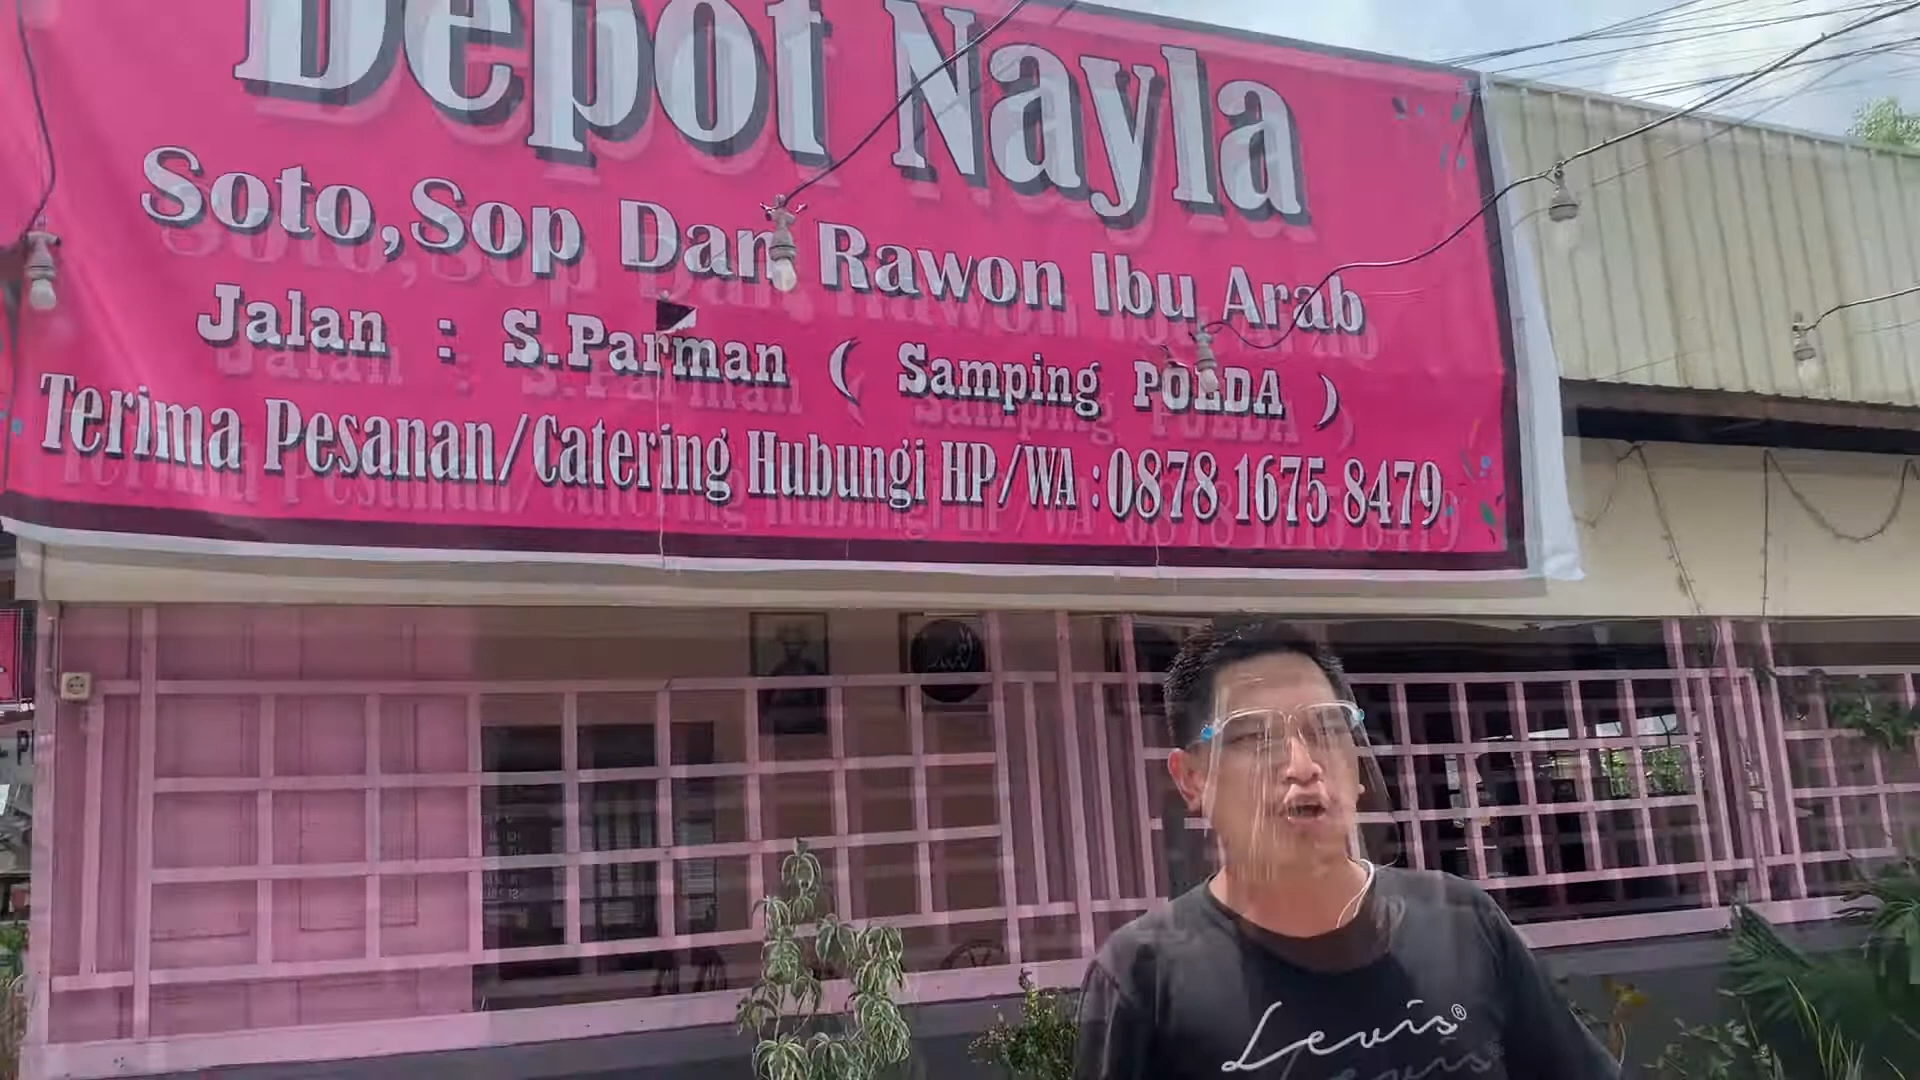 Depot Nayla
Soto,Sop Dan Rawon Ibu Arab
Jalan : S.Parman ( Samping POLDA )
Terima Pesanan/Catering Hubungi HP/WA :0878 1675 8479
Levis®